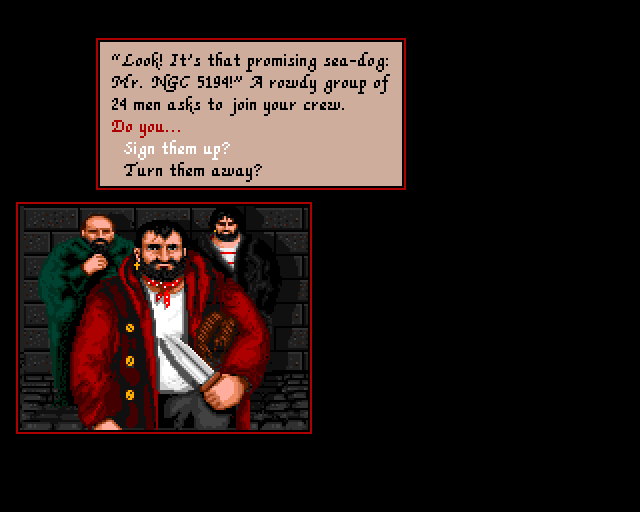 “Look! It's that promising sea-dog:
Mr. NGC 5194!” A rowdy group of
24 men asks to join your crew.
Do you...
Sign them up?
Turn them away?